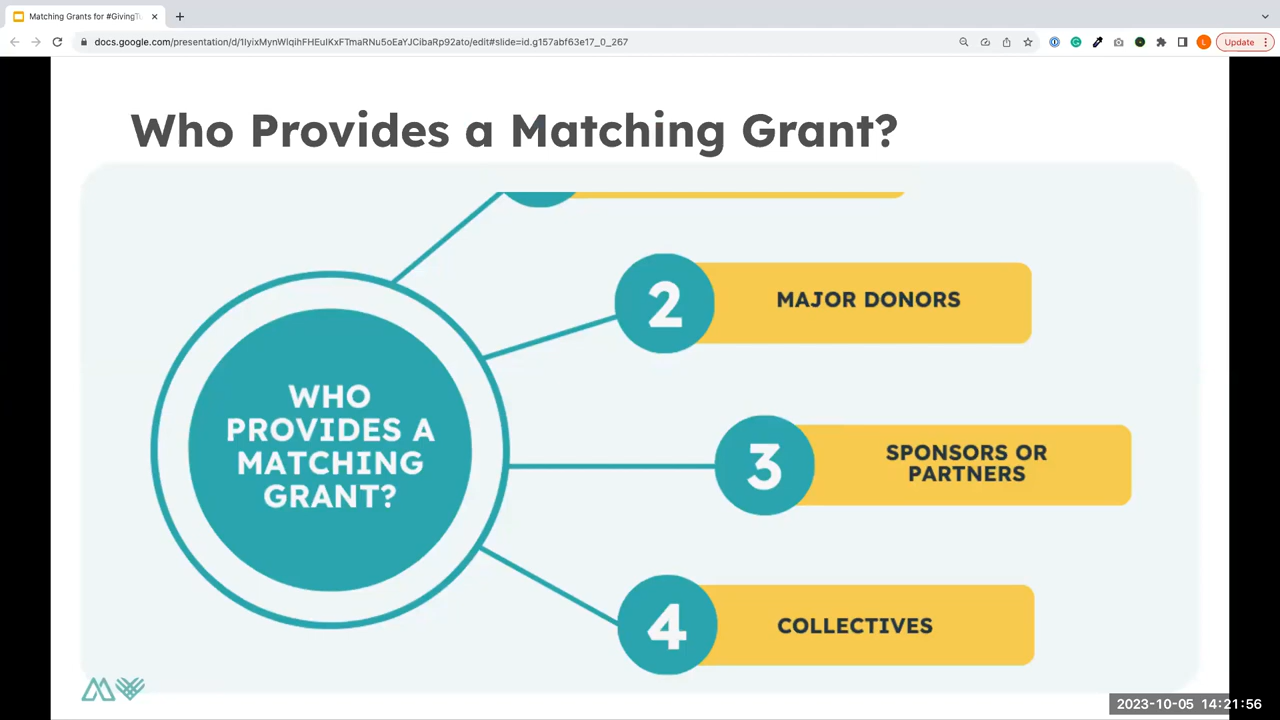 Matching Grants for #GivingTu
docs.google.com/presentation/d/1IyixMynWlqihFHEuIKxFTmaRNu5oEaYJCibaRp92ato/edit#slide=id.g157abf63e17_0_267
L
Update
Who Provides a Matching Grant?
WHO
PROVIDES A
MATCHING
GRANT?
2
MAJOR DONORS
3
SPONSORS OR
PARTNERS
4
COLLECTIVES
2023-10-05 14:21:56